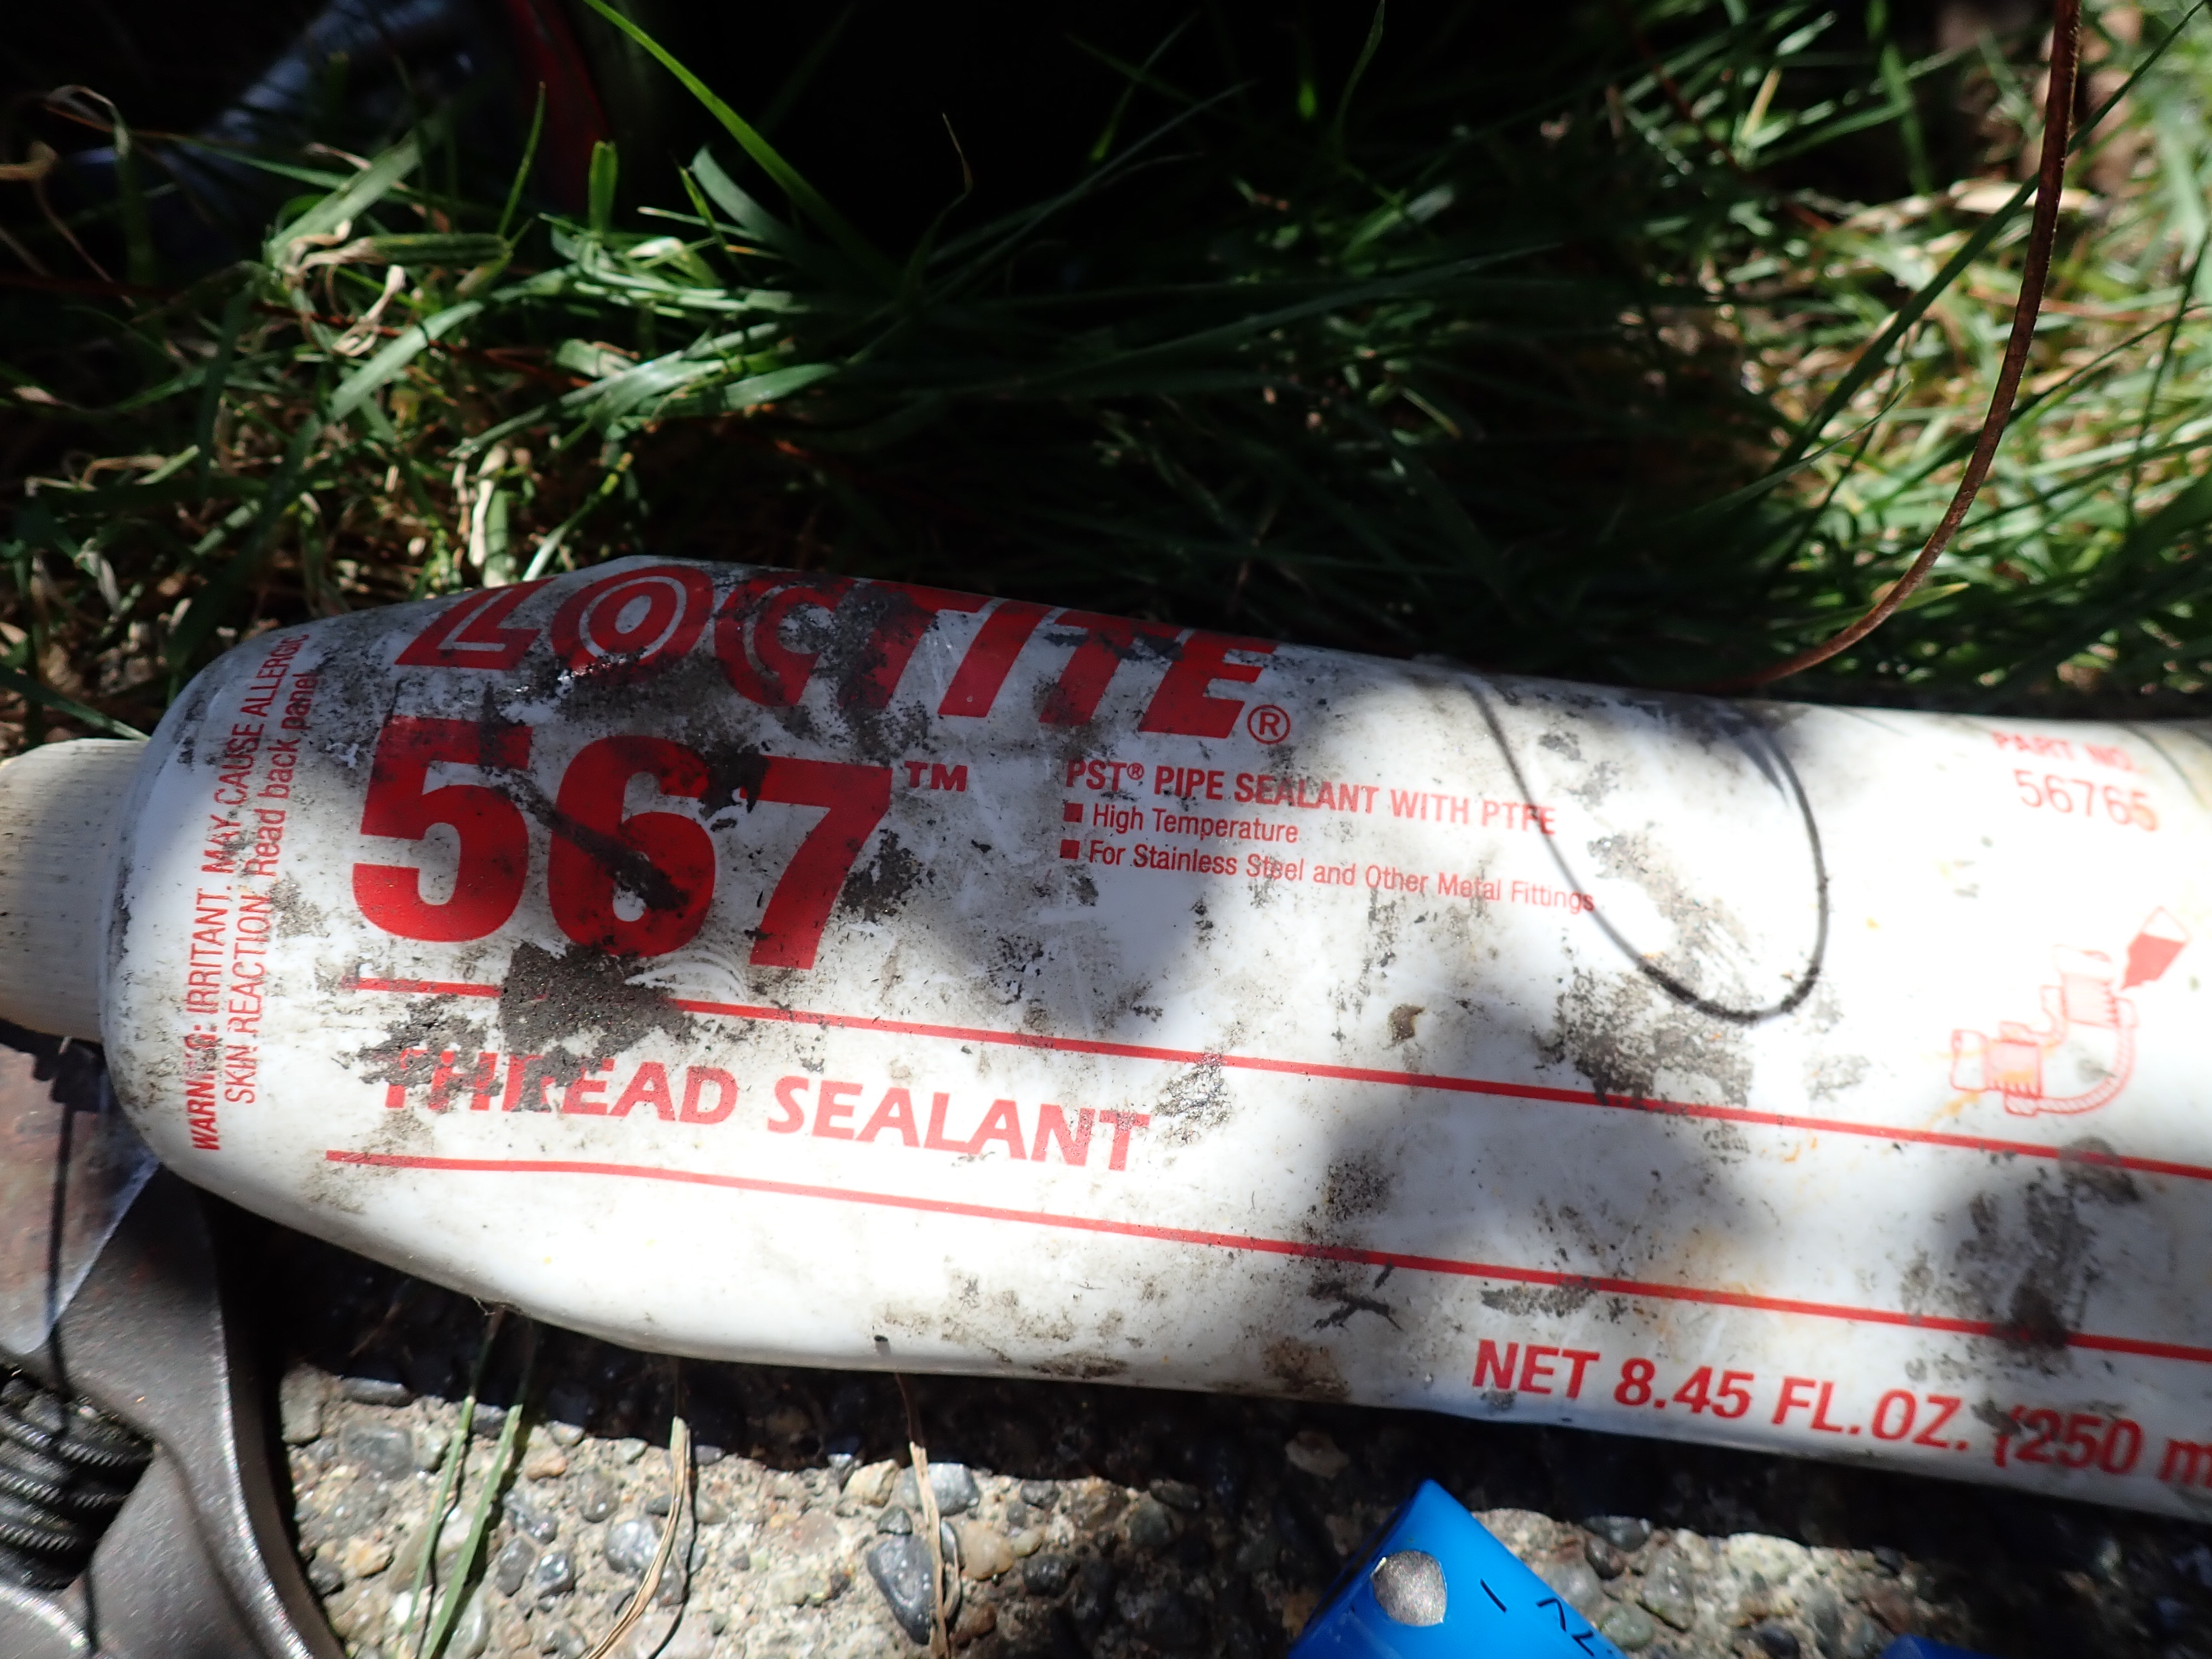 LOCTITE®
567™
PST® PIPE SEALANT WITH PTFE
■ High Temperature
■ For Stainless Steel and Other Metal Fittings
PART NO.
56765
THREAD SEALANT
NET 8.45 FL.OZ. (250 m
WARNING: IRRITANT. MAY CAUSE ALLERGIC
SKIN REACTION. Read back panel